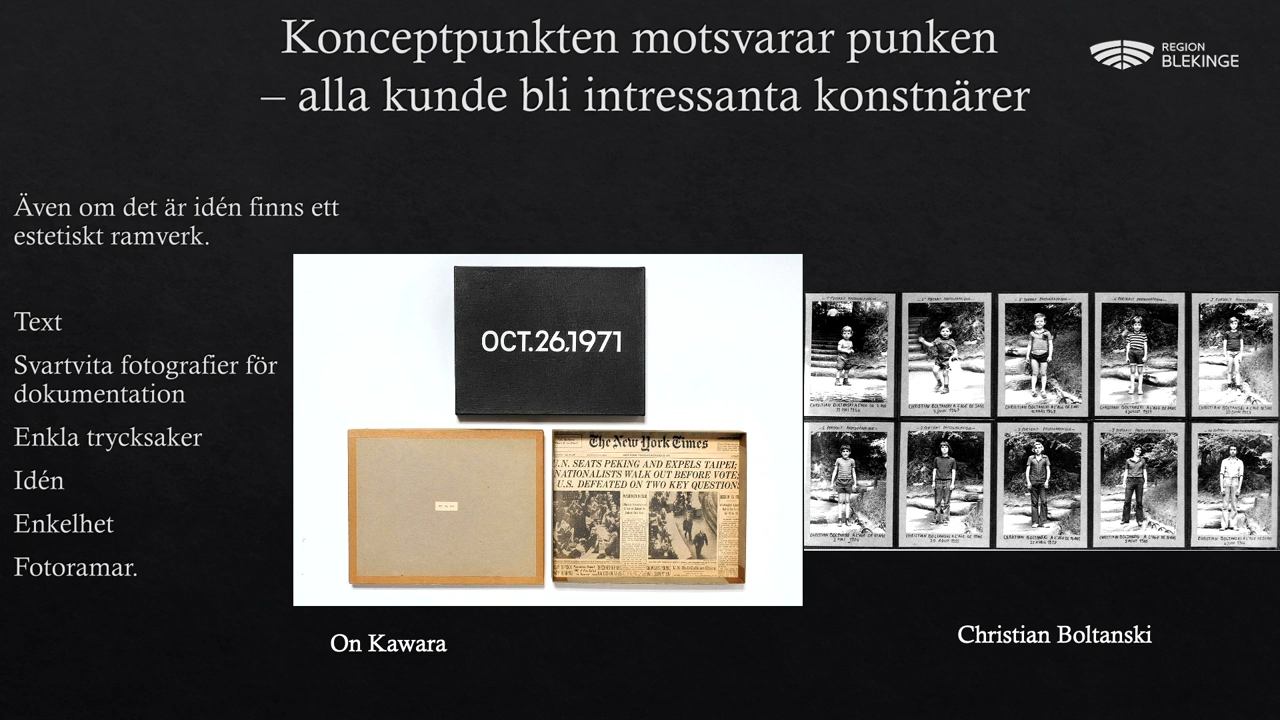 Konceptpunkten motsvarar punken
– alla kunde bli intressanta konstnärer
REGION
BLEKINGE
Även om det är idén finns ett
estetiskt ramverk.
Text
Svartvita fotografier för
dokumentation
Enkla trycksaker
Idén
Enkelhet
Fotoramar.
OCT.26,1971
The New York Times
U.N. SEATS PEKING AND EXPELS TAIPEI;
NATIONALISTS WALK OUT BEFORE VOTE;
U.S. DEFEATED ON TWO KEY QUESTIONS
On Kawara
Christian Boltanski